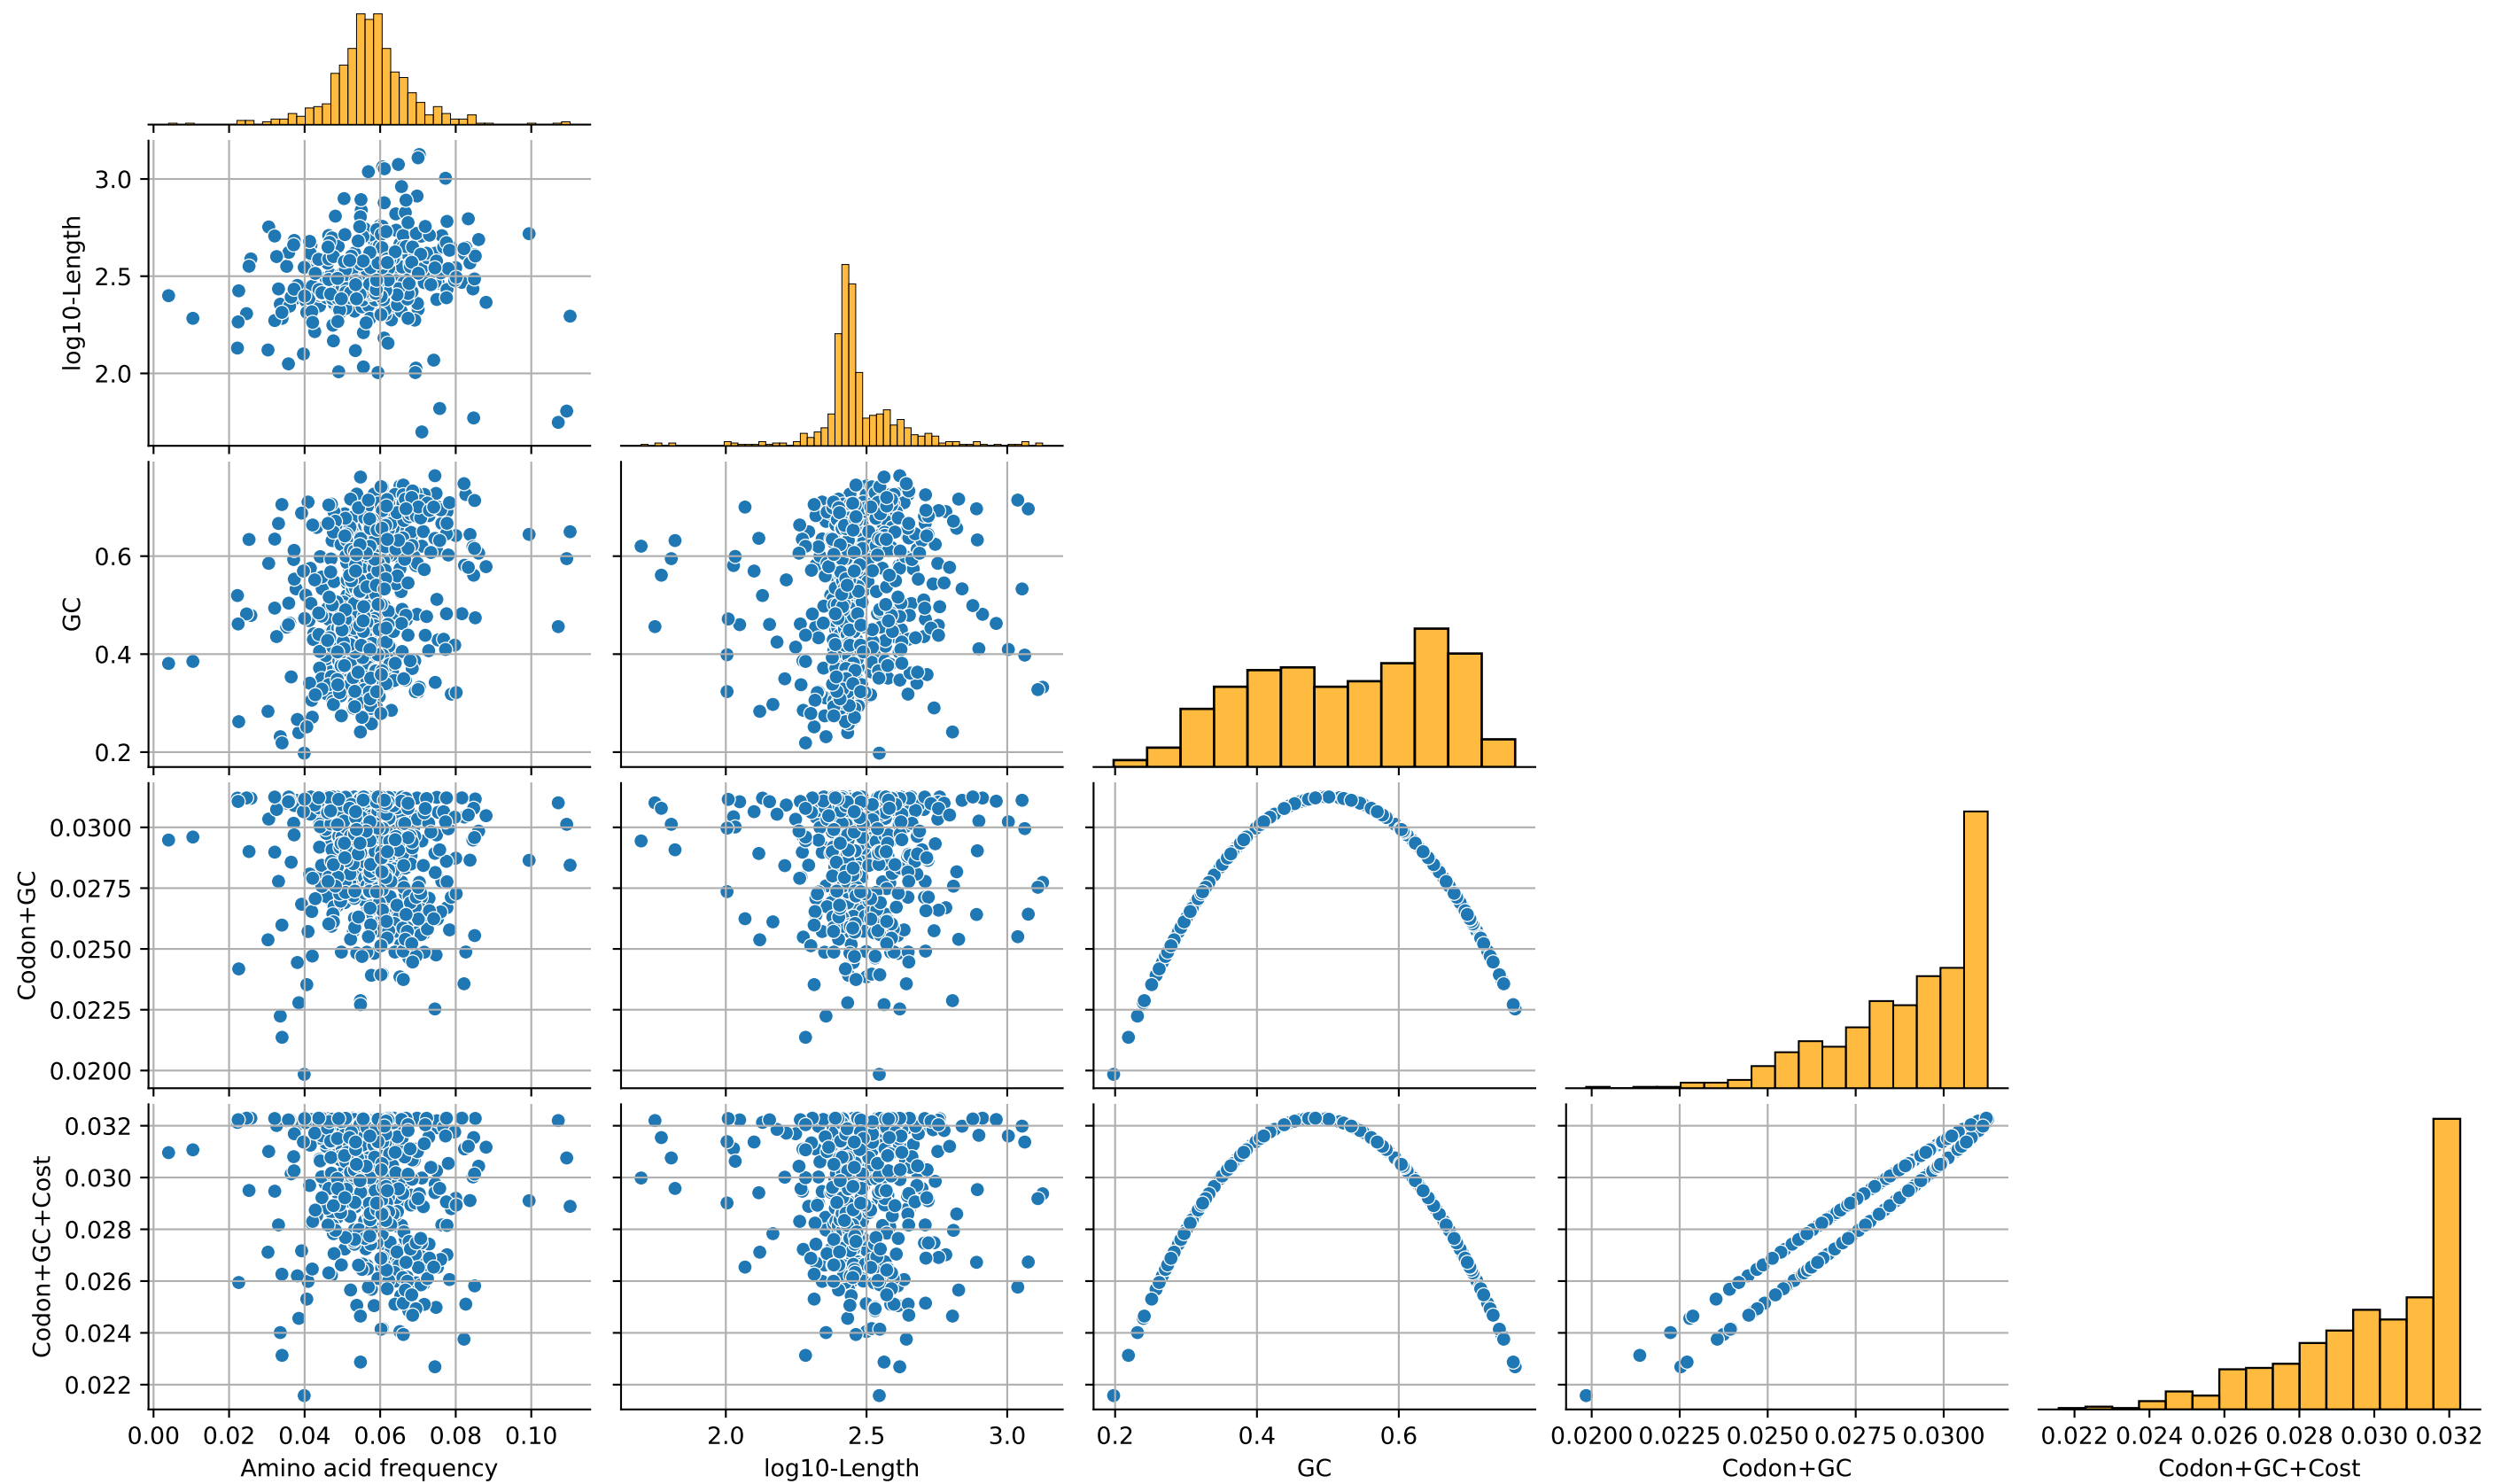 3.0
2.5
2.0
log10-Length
0.6
0.4
0.2
GC
0.0300
0.0275
0.0250
0.0225
0.0200
Codon+GC
0.032
0.030
0.028
0.026
0.024
0.022
Codon+GC+Cost
0.00 0.02 0.04 0.06 0.08 0.10
Amino acid frequency
2.0 2.5 3.0
log10-Length
0.2 0.4 0.6
GC
0.0200 0.0225 0.0250 0.0275 0.0300
Codon+GC
0.022 0.024 0.026 0.028 0.030 0.032
Codon+GC+Cost